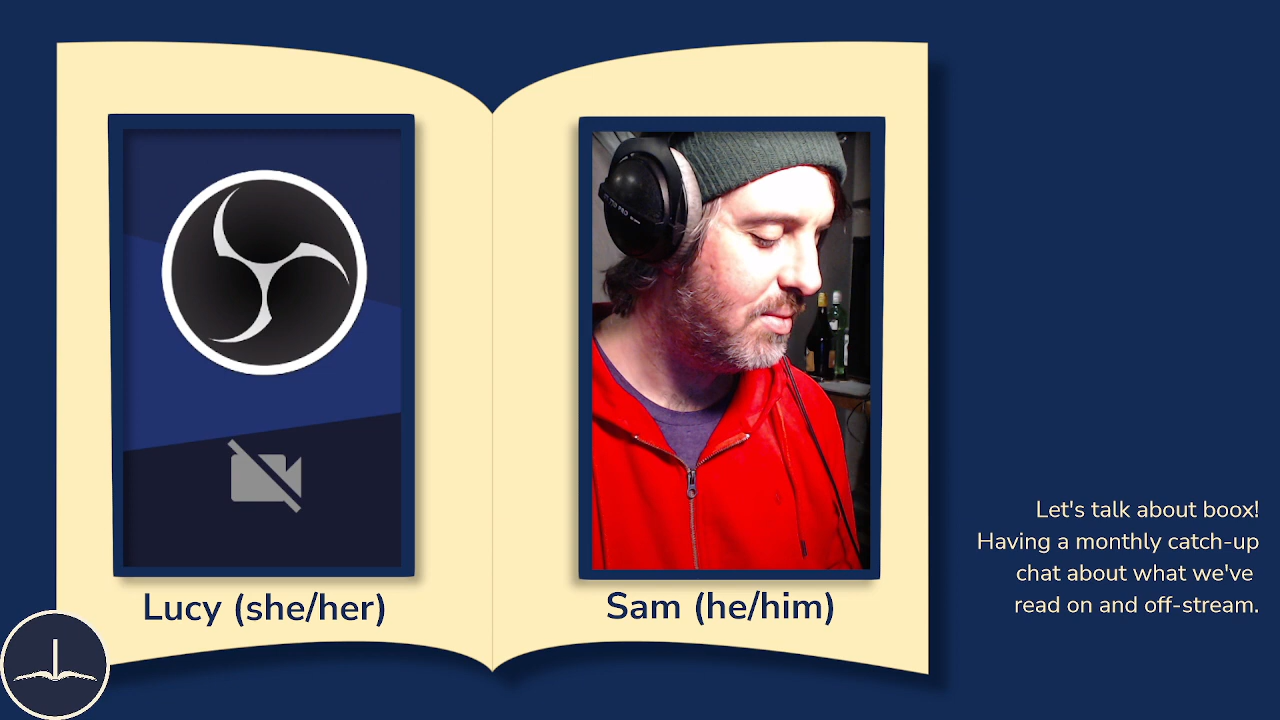 Lucy (she/her)
Sam (he/him)
Let's talk about boox!
Having a monthly catch-up
chat about what we've
read on and off-stream.